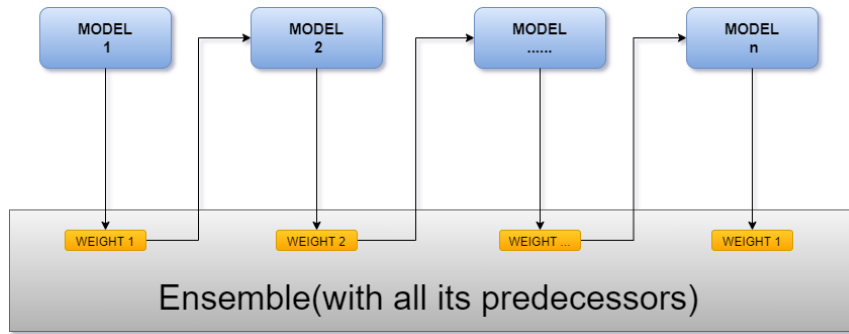 MODEL
1
MODEL
2
MODEL
......
MODEL
n
WEIGHT 1
WEIGHT 2
WEIGHT ...
WEIGHT 1
Ensemble(with all its predecessors)